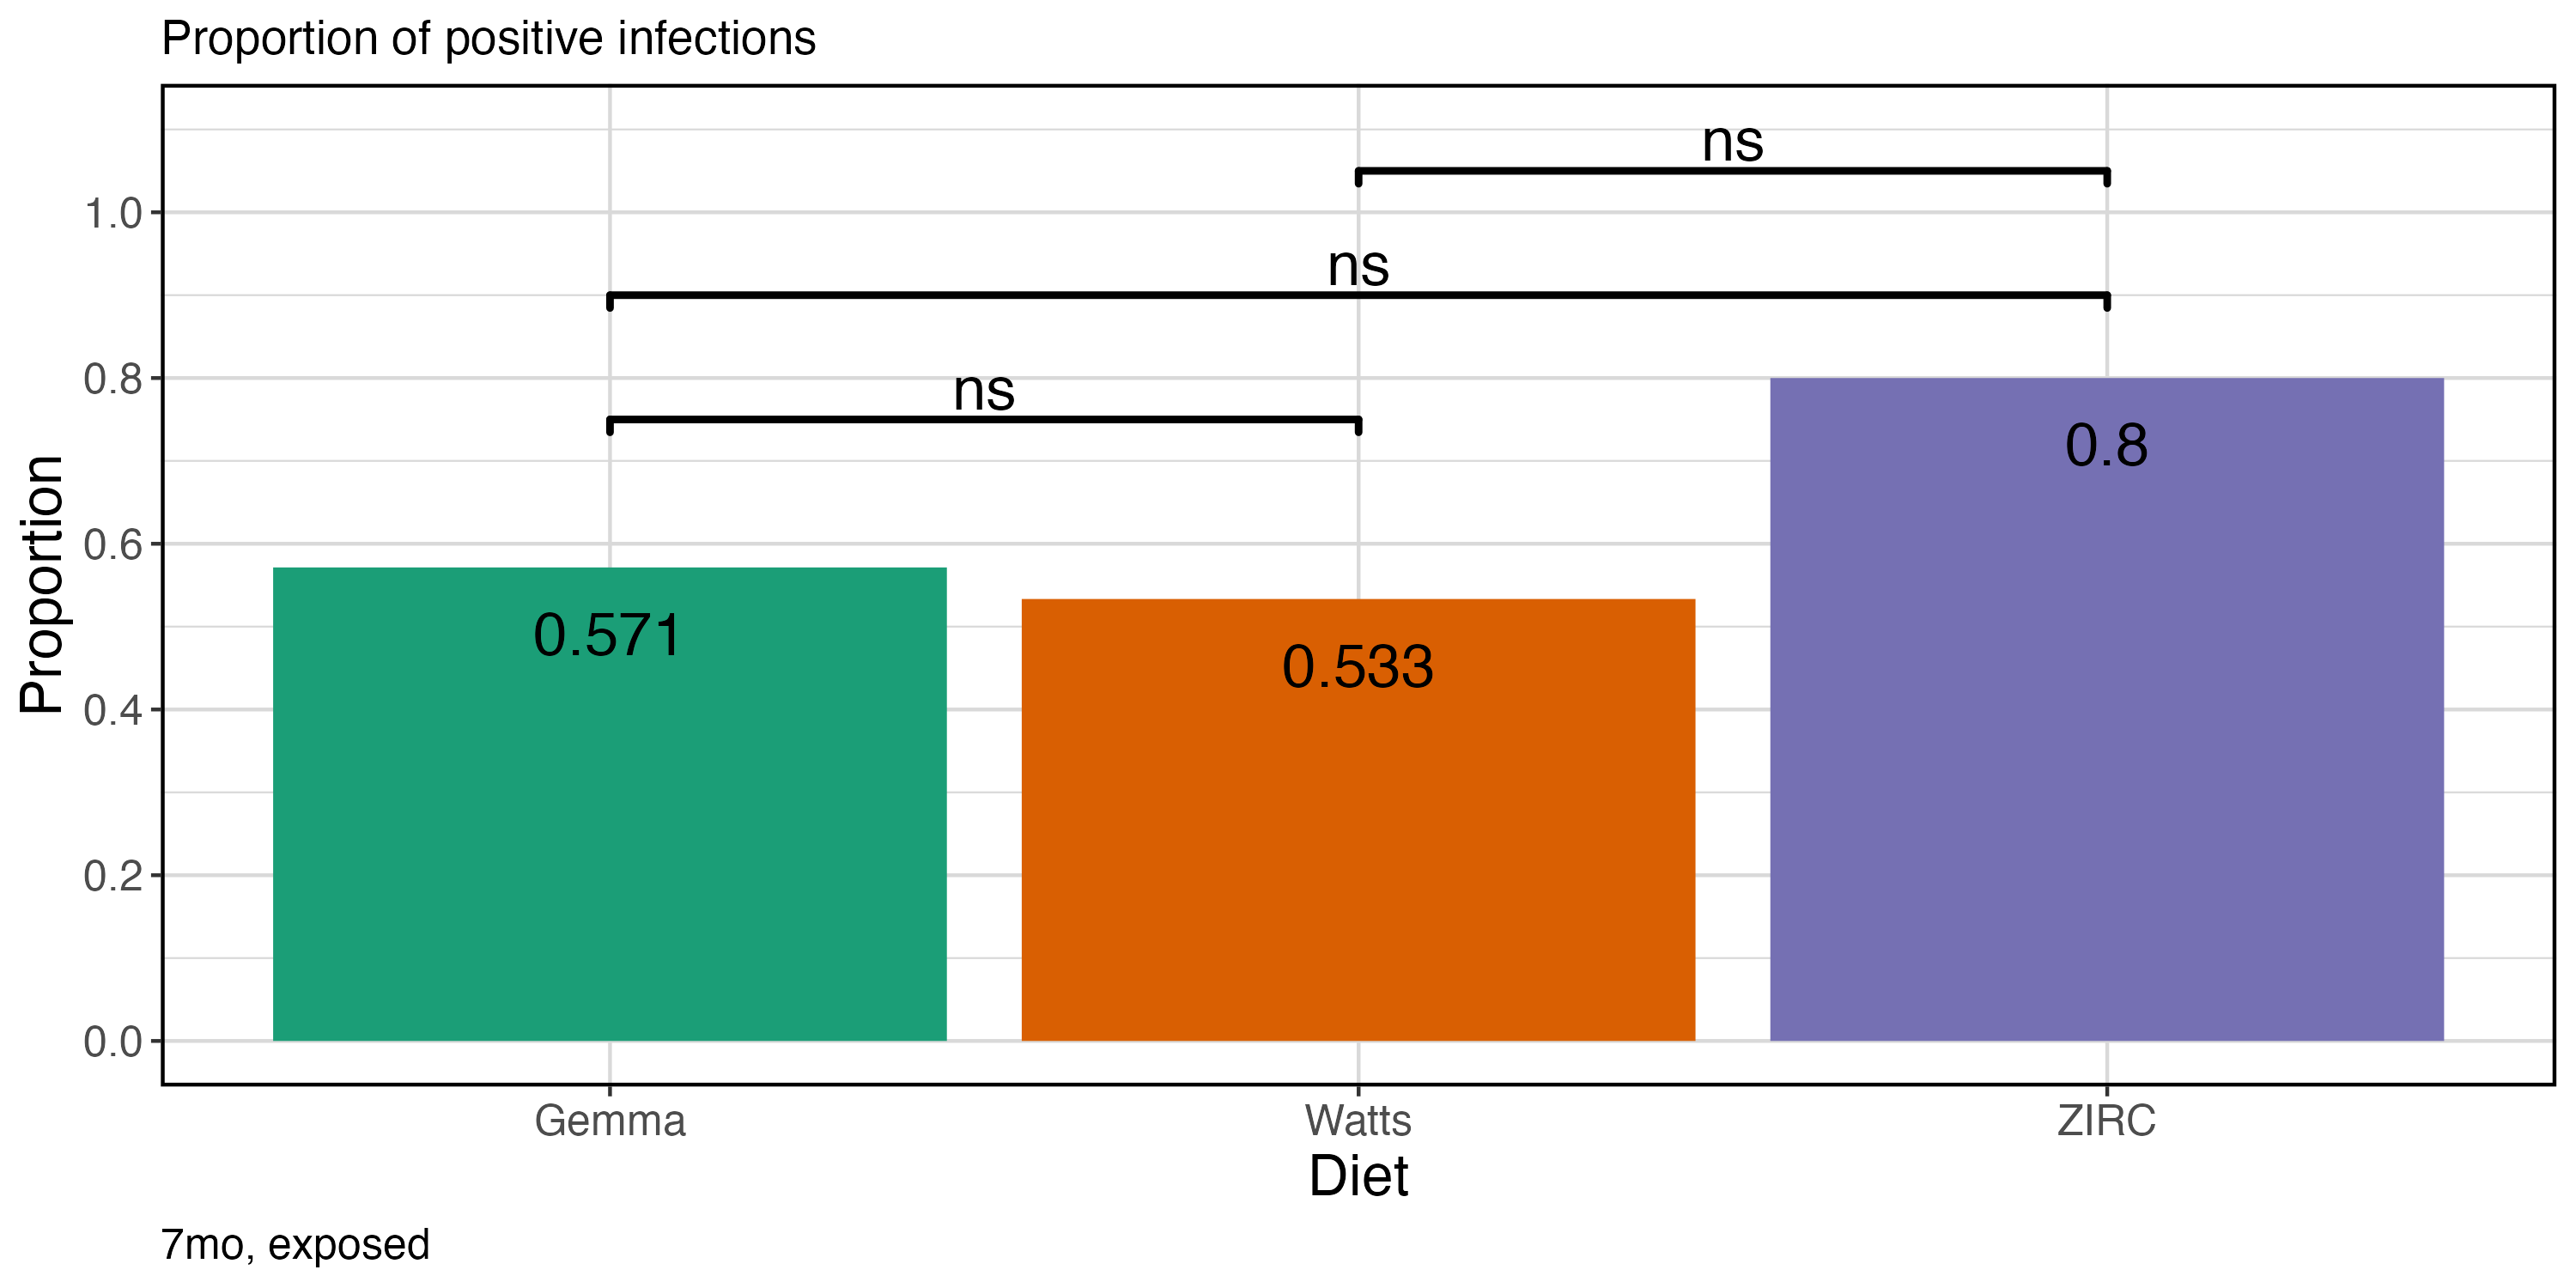 Proportion of positive infections
ns
1.0
ns
0.8
ns
0.8
0.6
0.571
0.533
0.4
0.2
0.0
Proportion
Gemma Watts ZIRC
Diet
7mo, exposed